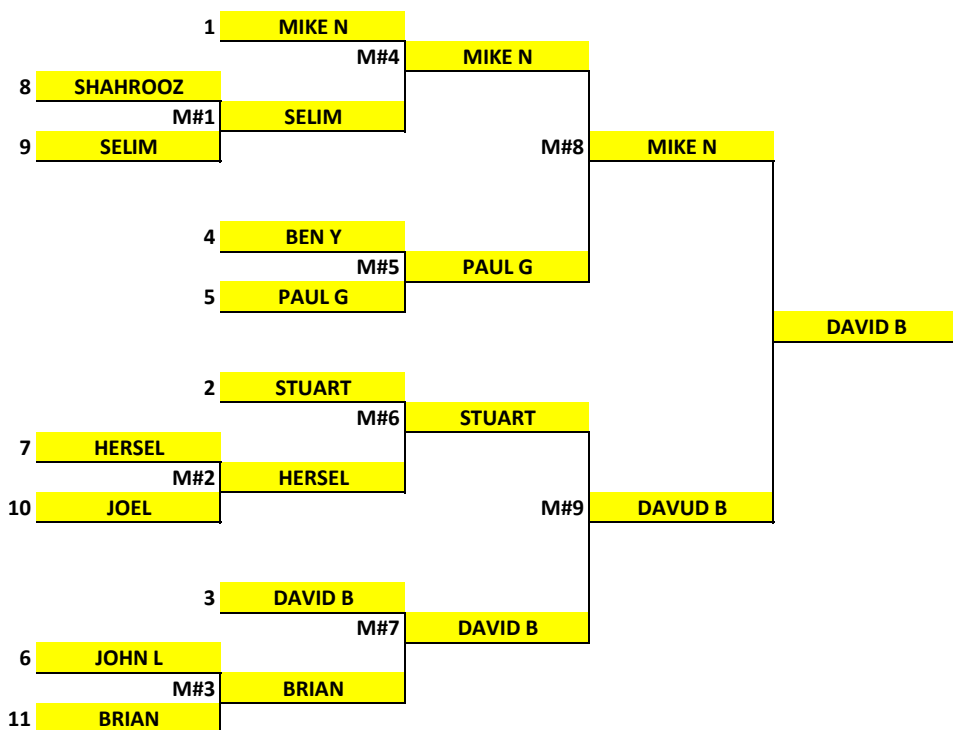 1 MIKE N
M#4 MIKE N
8 SHAHROOZ
M#1 SELIM
9 SELIM
M#8 MIKE N
4 BEN Y
M#5 PAUL G
5 PAUL G
DAVID B
2 STUART
M#6 STUART
7 HERSEL
M#2 HERSEL
10 JOEL
M#9 DAVUD B
3 DAVID B
M#7 DAVID B
6 JOHN L
M#3 BRIAN
11 BRIAN